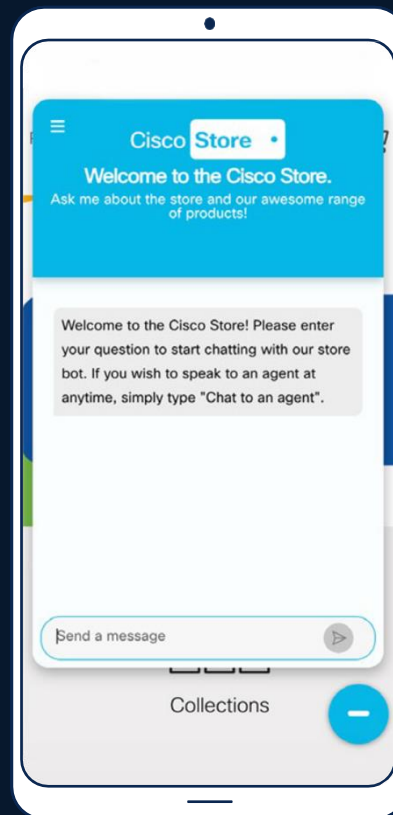 Cisco Store
Welcome to the Cisco Store.
Ask me about the store and our awesome range
of products!
Welcome to the Cisco Store! Please enter
your question to start chatting with our store
bot. If you wish to speak to an agent at
anytime, simply type "Chat to an agent".
Send a message
Collections